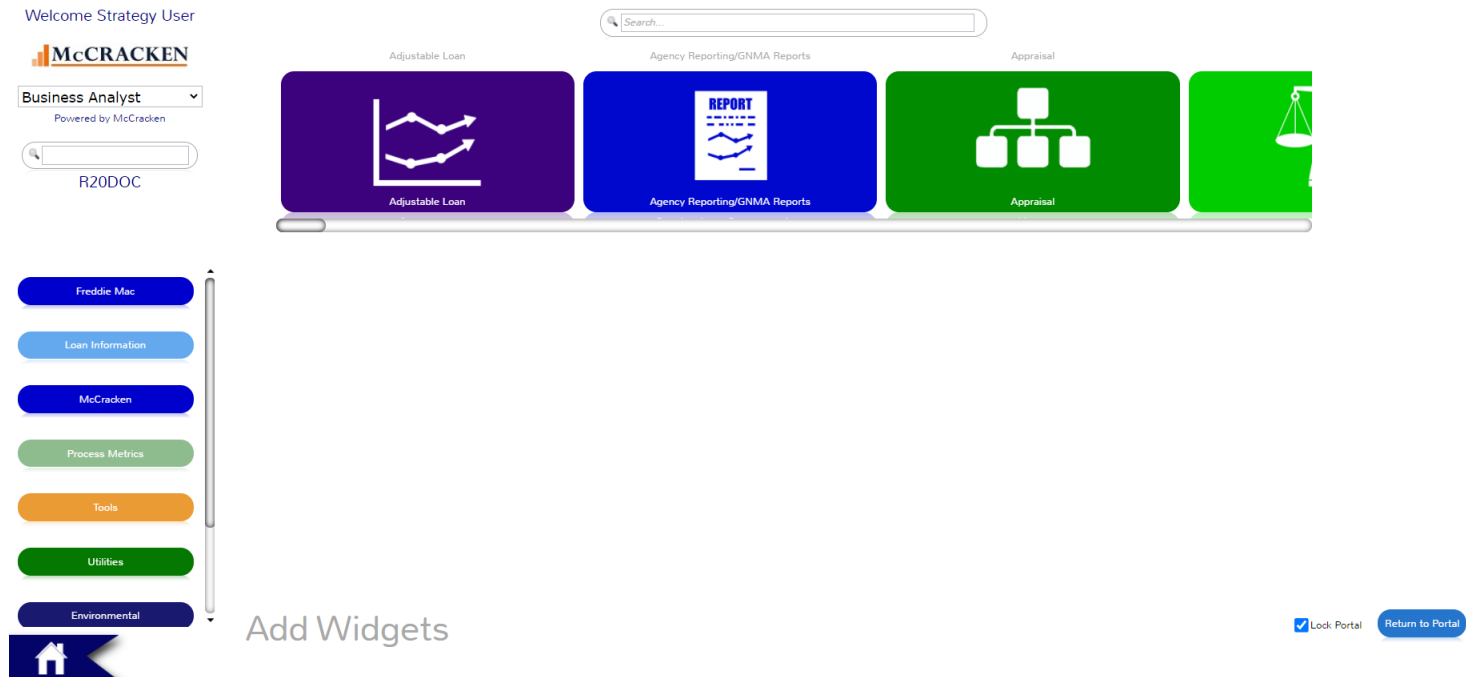 Welcome Strategy User
McCRACKEN
Business Analyst
Powered by McCracken
R20DOC
Search...
Adjustable Loan
Agency Reporting/GNMA Reports
Appraisal
REPORT
Adjustable Loan
Agency Reporting/GNMA Reports
Appraisal
Freddie Mac
Loan Information
McCracken
Process Metrics
Tools
Utilities
Environmental
Add Widgets
Lock Portal
Return to Portal